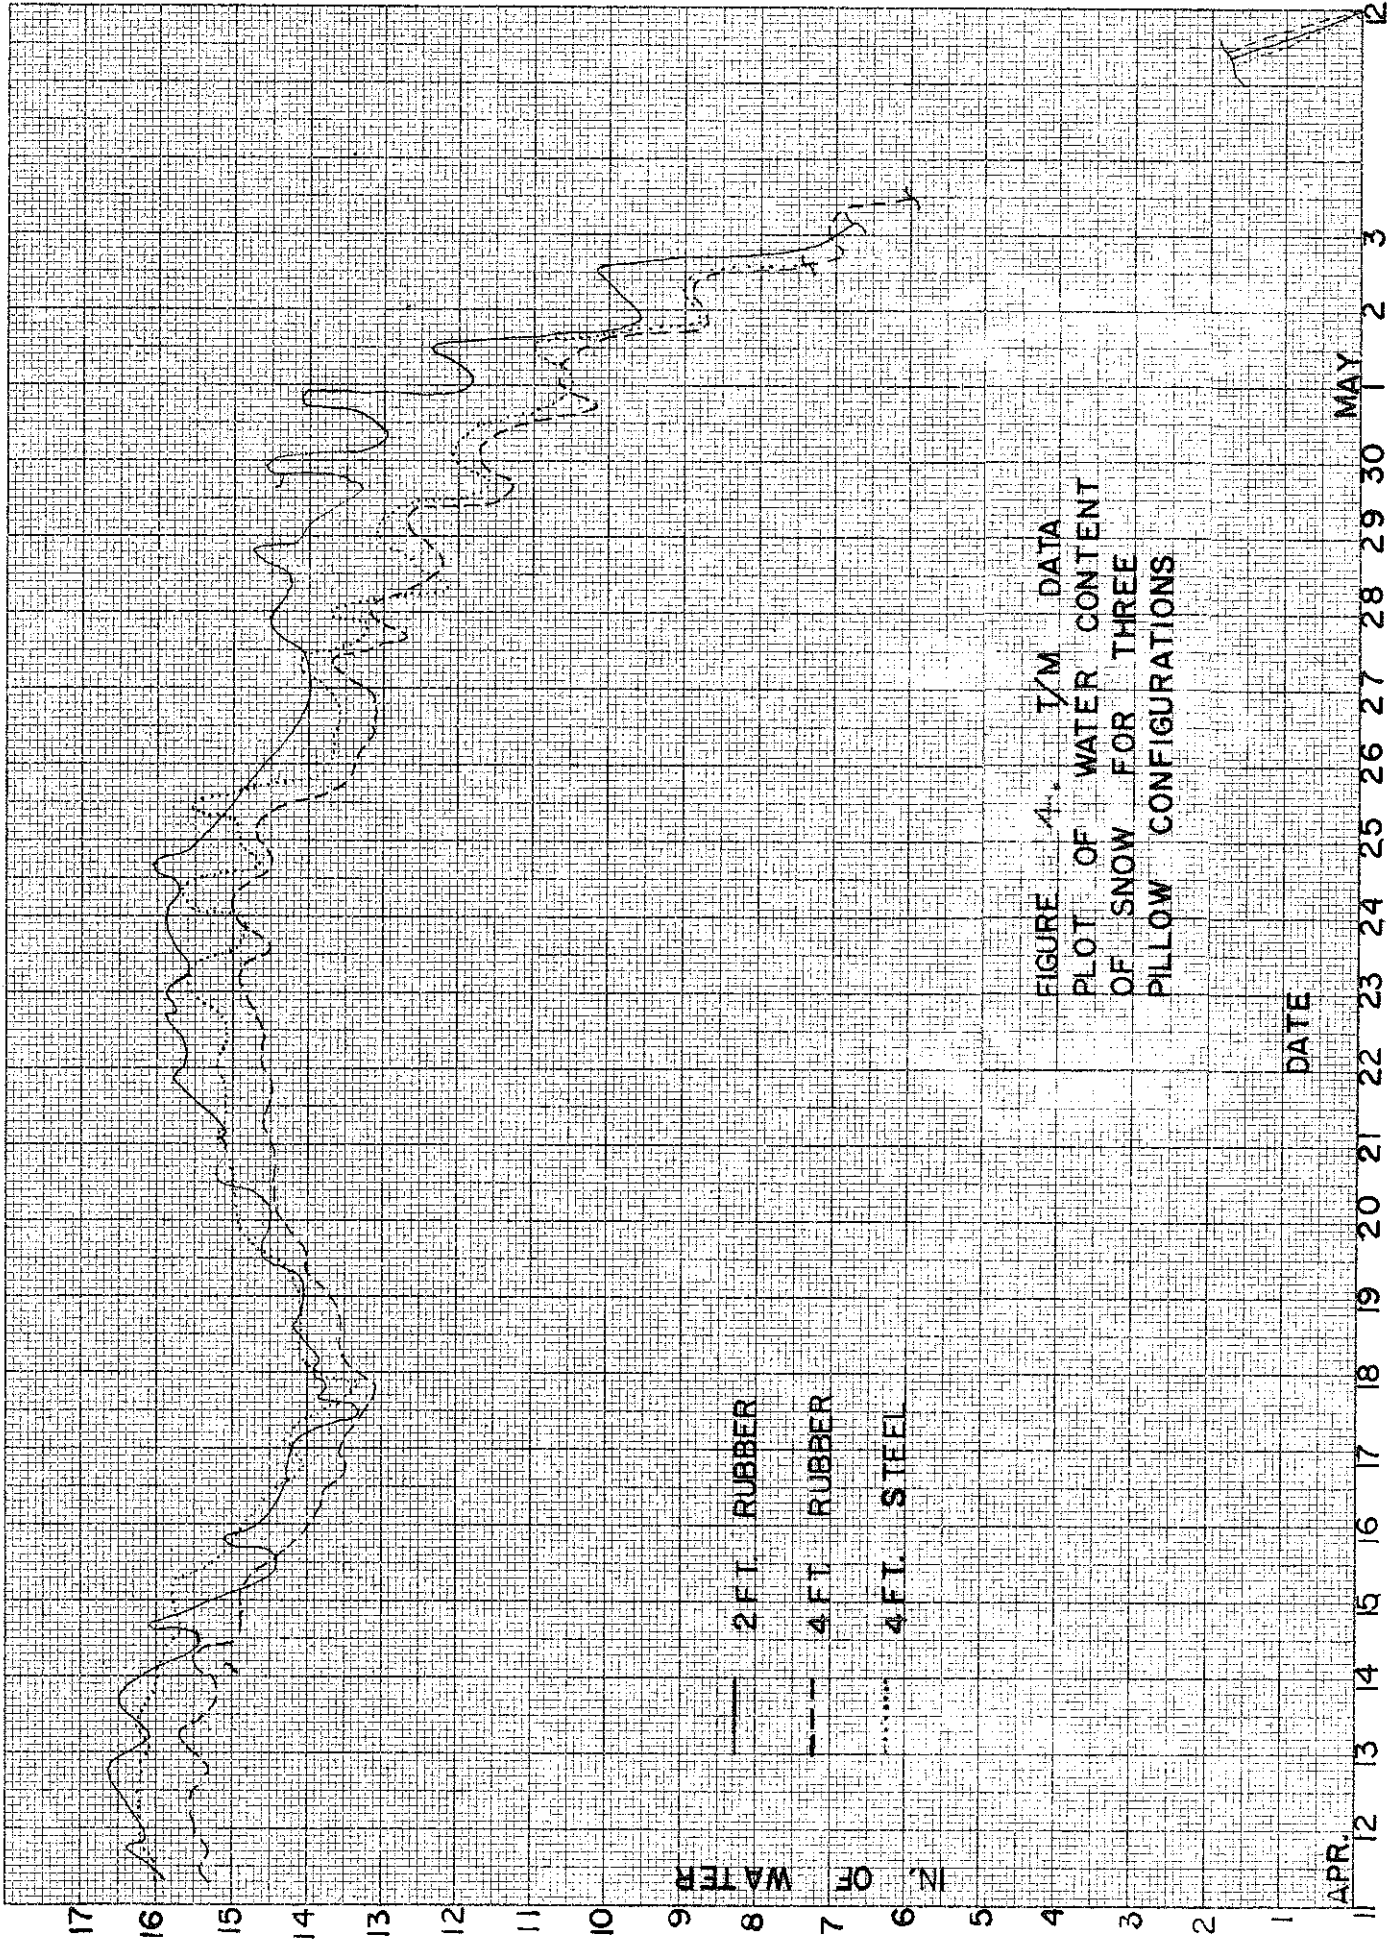 17
16
15
14
13
12
11
10
9
8
7
6
5
4
3
2
1
IN. OF WATER
2 FT. RUBBER
4 FT. RUBBER
4 FT. STEEL
FIGURE 4. T/M DATA
PLOT OF WATER CONTENT
OF SNOW FOR THREE
PILLOW CONFIGURATIONS
DATE
11 12 13 14 15 16 17 18 19 20 21 22 23 24 25 26 27 28 29 30 1 2 3 12
APR. MAY